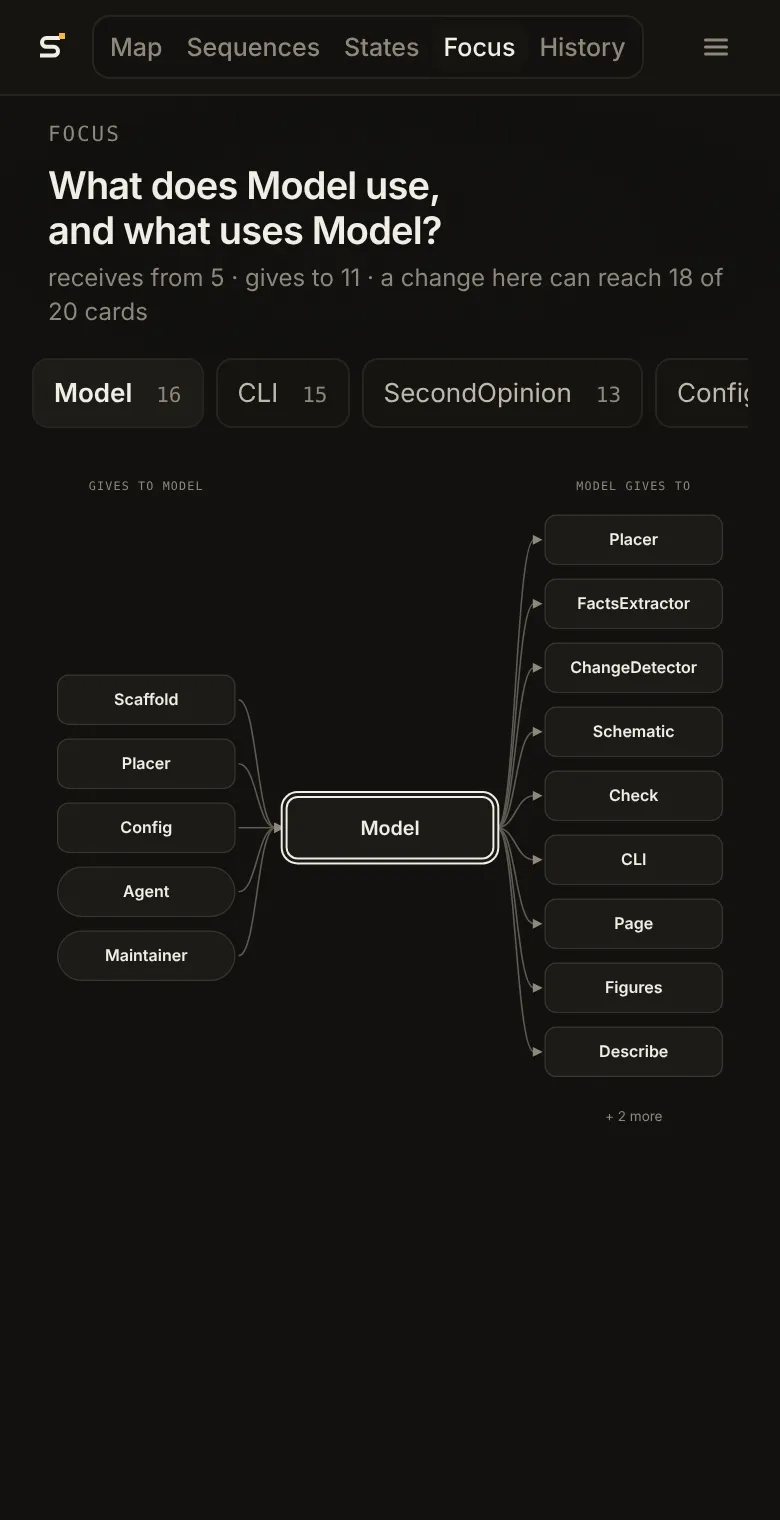 S
Map Sequences States Focus History
FOCUS
What does Model use,
and what uses Model?
receives from 5 · gives to 11 · a change here can reach 18 of
20 cards
Model 16 CLI 15 SecondOpinion 13 Config
GIVES TO MODEL
Scaffold
Placer
Config
Agent
Maintainer
Model
MODEL GIVES TO
Placer
FactsExtractor
ChangeDetector
Schematic
Check
CLI
Page
Figures
Describe
+ 2 more